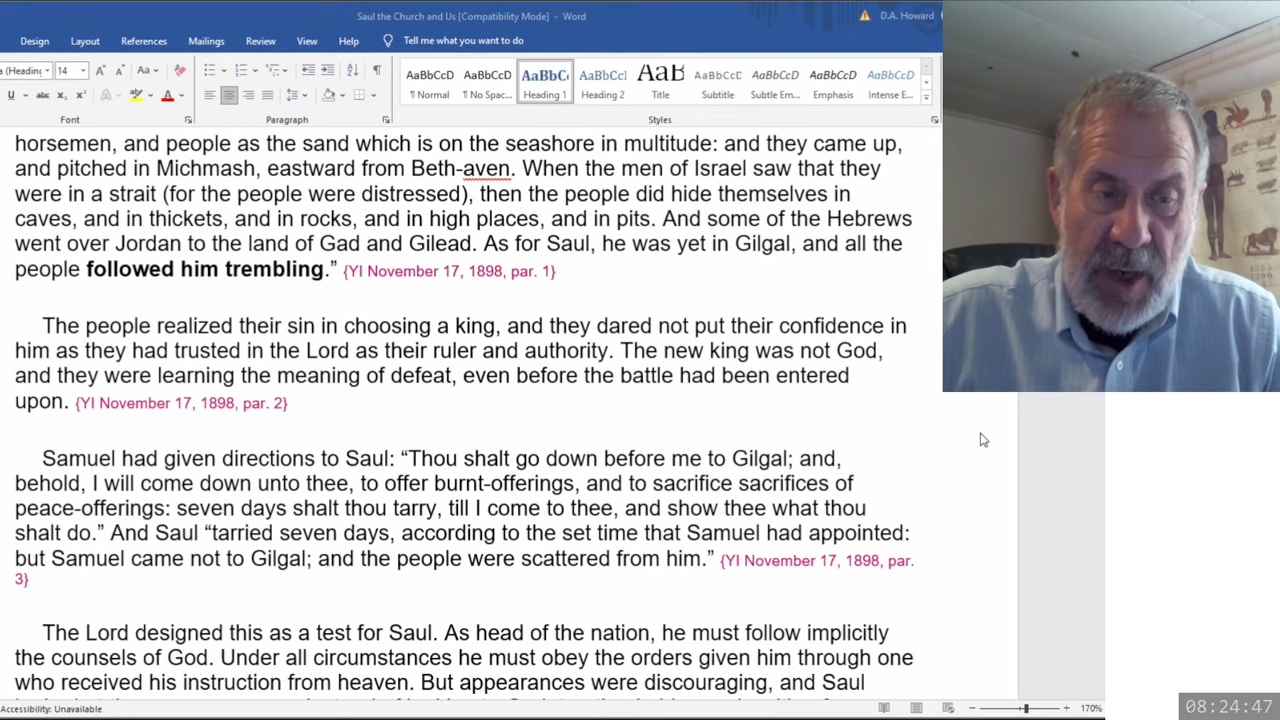 Saul the Church and Us [Compatibility Mode] - Word
D.A. Howard
Design Layout References Mailings Review View Help Tell me what you want to do
(Heading 14 A A Aa
AaBbCcD AaBbCcD AaBbC AaBbCcI AaB AaBbCcD AaBbCcD AaBbCcD AaBbCcD
¶ Normal ¶ No Spac... Heading 1 Heading 2 Title Subtitle Subtle Em... Emphasis Intense E...
Font Paragraph Styles
horsemen, and people as the sand which is on the seashore in multitude: and they came up,
and pitched in Michmash, eastward from Beth-aven. When the men of Israel saw that they
were in a strait (for the people were distressed), then the people did hide themselves in
caves, and in thickets, and in rocks, and in high places, and in pits. And some of the Hebrews
went over Jordan to the land of Gad and Gilead. As for Saul, he was yet in Gilgal, and all the
people followed him trembling.” {YI November 17, 1898, par. 1}
The people realized their sin in choosing a king, and they dared not put their confidence in
him as they had trusted in the Lord as their ruler and authority. The new king was not God,
and they were learning the meaning of defeat, even before the battle had been entered
upon. {YI November 17, 1898, par. 2}
Samuel had given directions to Saul: “Thou shalt go down before me to Gilgal; and,
behold, I will come down unto thee, to offer burnt-offerings, and to sacrifice sacrifices of
peace-offerings: seven days shalt thou tarry, till I come to thee, and show thee what thou
shalt do.” And Saul “tarried seven days, according to the set time that Samuel had appointed:
but Samuel came not to Gilgal; and the people were scattered from him.” {YI November 17, 1898, par.
3}
The Lord designed this as a test for Saul. As head of the nation, he must follow implicitly
the counsels of God. Under all circumstances he must obey the orders given him through one
who received his instruction from heaven. But appearances were discouraging, and Saul
Accessibility: Unavailable
170%
08:24:47